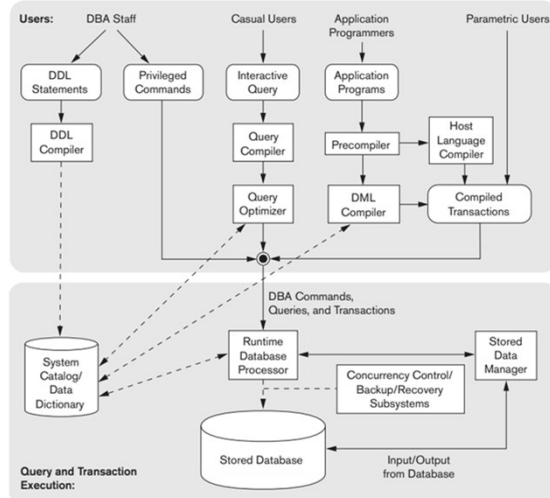 Users:
DBA Staff
Casual Users
Application
Programmers
Parametric Users
DDL
Statements
Privileged
Commands
Interactive
Query
Application
Programs
DDL
Compiler
Query
Compiler
Precompiler
Host
Language
Compiler
Query
Optimizer
DML
Compiler
Compiled
Transactions
DBA Commands,
Queries, and Transactions
System
Catalog/
Data
Dictionary
Runtime
Database
Processor
Stored
Data
Manager
Concurrency Control/
Backup/Recovery
Subsystems
Stored Database
Input/Output
from Database
Query and Transaction
Execution: